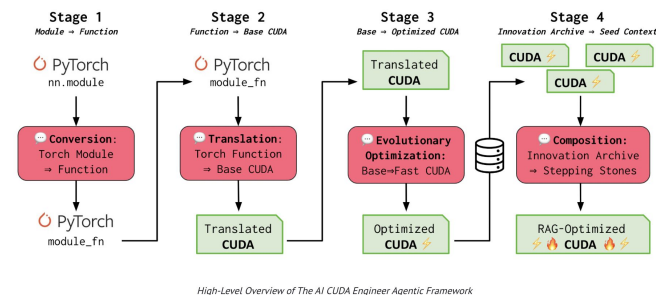 Stage 1
Module ⇒ Function
PyTorch
nn.module
Conversion:
Torch Module
⇒ Function
PyTorch
module_fn
Stage 2
Function ⇒ Base CUDA
PyTorch
module_fn
Translation:
Torch Function
⇒ Base CUDA
Translated
CUDA
Stage 3
Base ⇒ Optimized CUDA
Translated
CUDA
Evolutionary
Optimization:
Base⇒Fast CUDA
Optimized
CUDA ⚡
Stage 4
Innovation Archive ⇒ Seed Context
CUDA ⚡
CUDA ⚡
CUDA ⚡
Composition:
Innovation Archive
⇒ Stepping Stones
RAG-Optimized
⚡ 🔥 CUDA 🔥 ⚡
High-Level Overview of The AI CUDA Engineer Agentic Framework